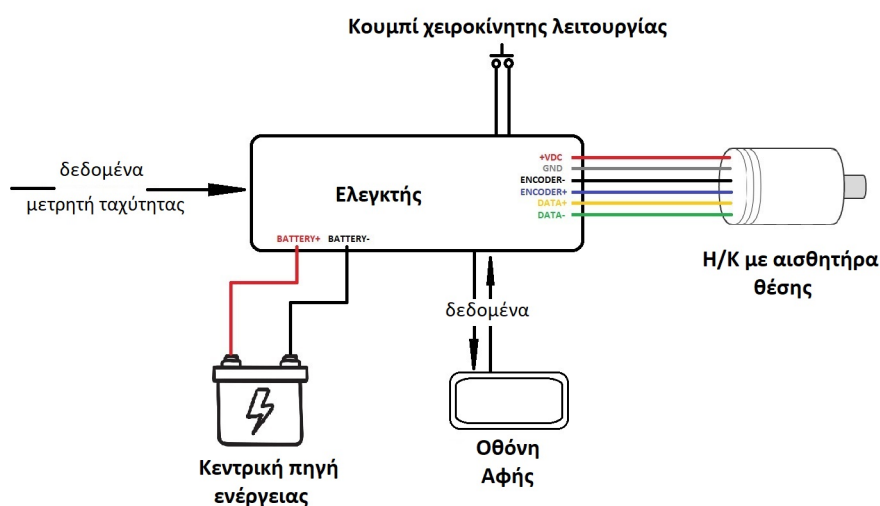 Κουμπί χειροκίνητης λειτουργίας
δεδομένα
μετρητή ταχύτητας
Ελεγκτής
+VDC
GND
ENCODER-
ENCODER+
DATA+
DATA-
BATTERY+ BATTERY-
Η/Κ με αισθητήρα
θέσης
δεδομένα
Κεντρική πηγή
ενέργειας
Οθόνη
Αφής